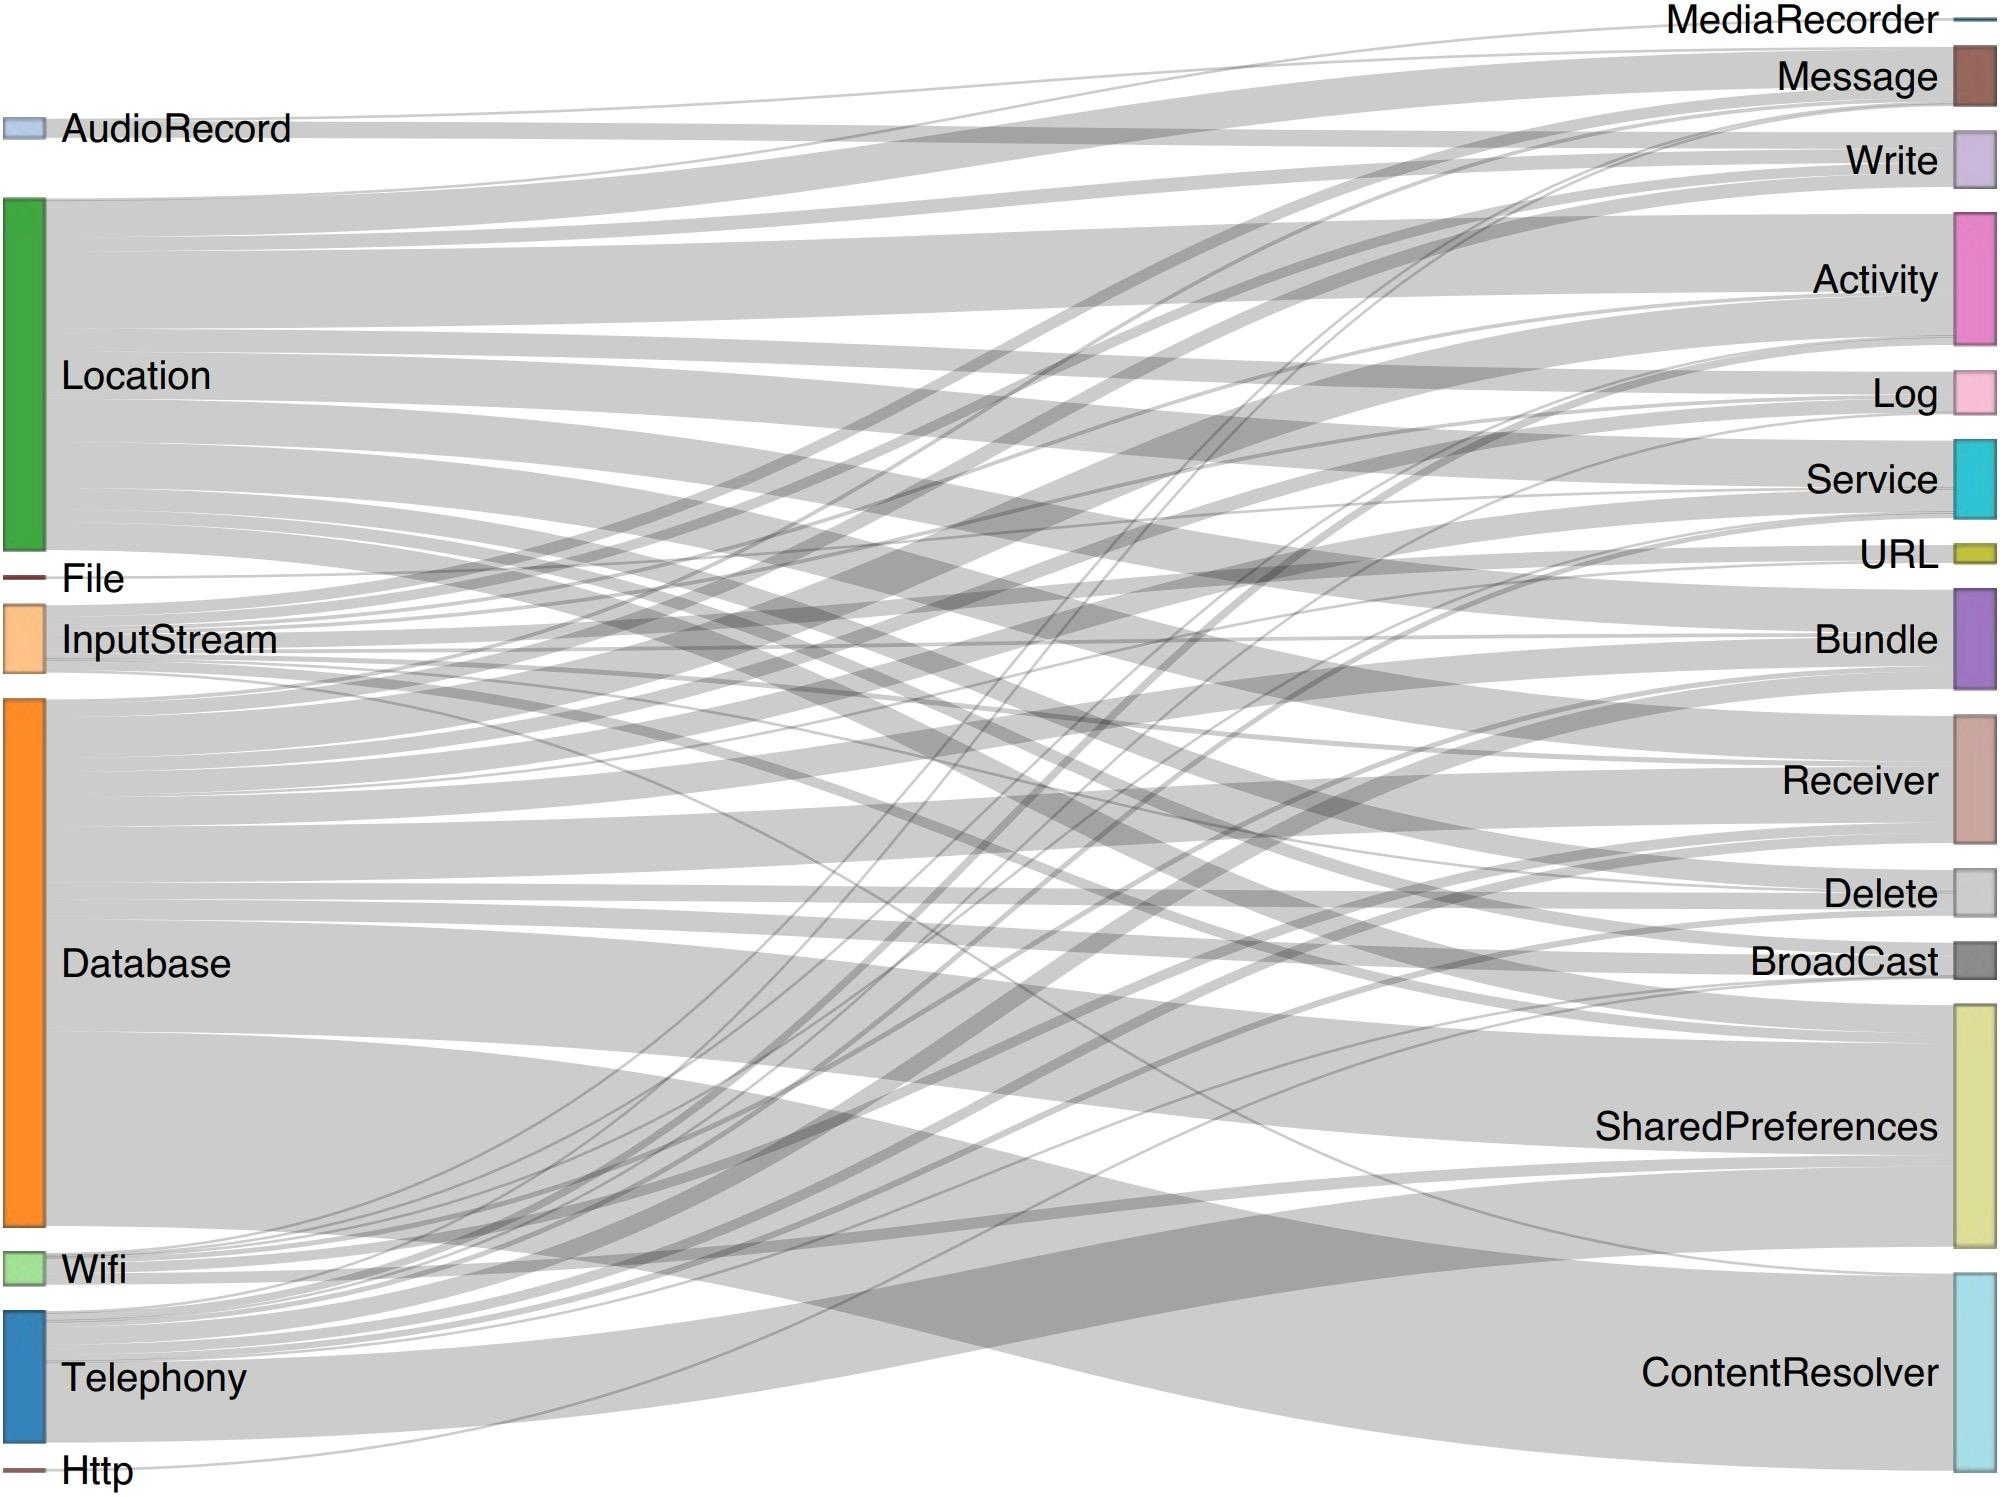 MediaRecorder
Message
AudioRecord
Write
Activity
Location
Log
Service
URL
File
InputStream
Bundle
Receiver
Delete
Database
BroadCast
SharedPreferences
Wifi
ContentResolver
Telephony
Http